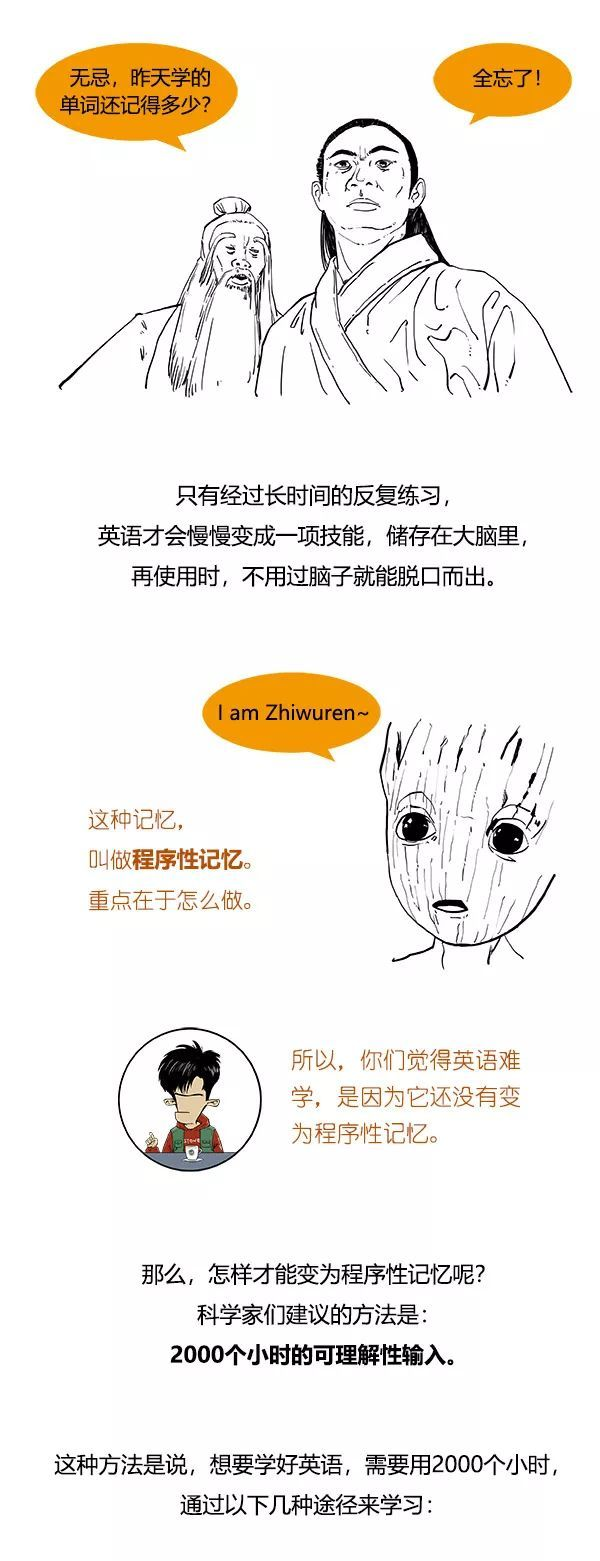 无忌，昨天学的
单词还记得多少？
全忘了！
只有经过长时间的反复练习，
英语才会慢慢变成一项技能，储存在大脑里，
再使用时，不用过脑子就能脱口而出。
I am Zhiwuren~
这种记忆，
叫做程序性记忆。
重点在于怎么做。
所以，你们觉得英语难
学，是因为它还没有变
为程序性记忆。
那么，怎样才能变为程序性记忆呢？
科学家们建议的方法是：
2000个小时的可理解性输入。
这种方法是说，想要学好英语，需要用2000个小时，
通过以下几种途径来学习：